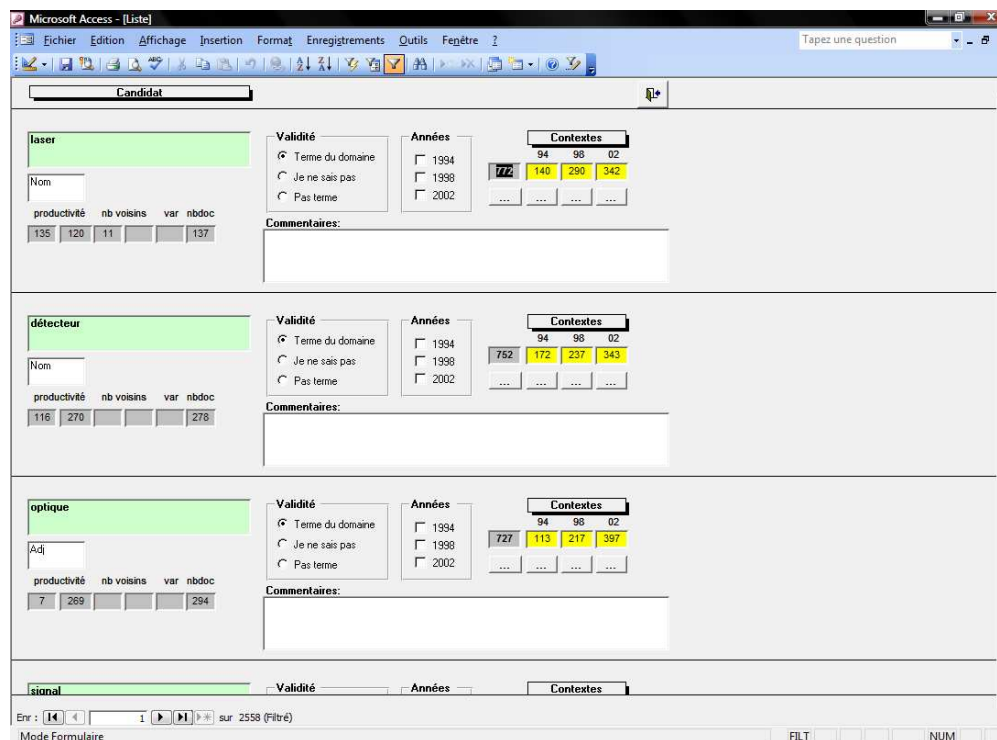 Microsoft Access - [Liste]
Fichier Edition Affichage Insertion Format Enregistrements Outils Fenêtre ? Tapez une question
Candidat
laser
Nom
productivité nb voisins var nbdoc
135 120 11 137
Validité
Terme du domaine
Je ne sais pas
Pas terme
Années
1994
1998
2002
Contextes
94 98 02
772 140 290 342
... ... ...
Commentaires:
détecteur
Nom
productivité nb voisins var nbdoc
116 270 278
Validité
Terme du domaine
Je ne sais pas
Pas terme
Années
1994
1998
2002
Contextes
94 98 02
752 172 237 343
... ... ...
Commentaires:
optique
Adj
productivité nb voisins var nbdoc
7 269 294
Validité
Terme du domaine
Je ne sais pas
Pas terme
Années
1994
1998
2002
Contextes
94 98 02
727 113 217 397
... ... ...
Commentaires:
signal Validité Années Contextes
Enr : 1 sur 2558 (Filtré)
Mode Formulaire FILT NUM